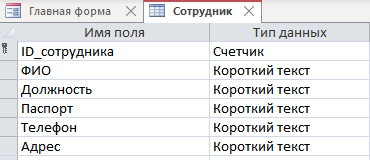 Главная форма Сотрудник
Имя поля Тип данных
ID_сотрудника Счетчик
ФИО Короткий текст
Должность Короткий текст
Паспорт Короткий текст
Телефон Короткий текст
Адрес Короткий текст